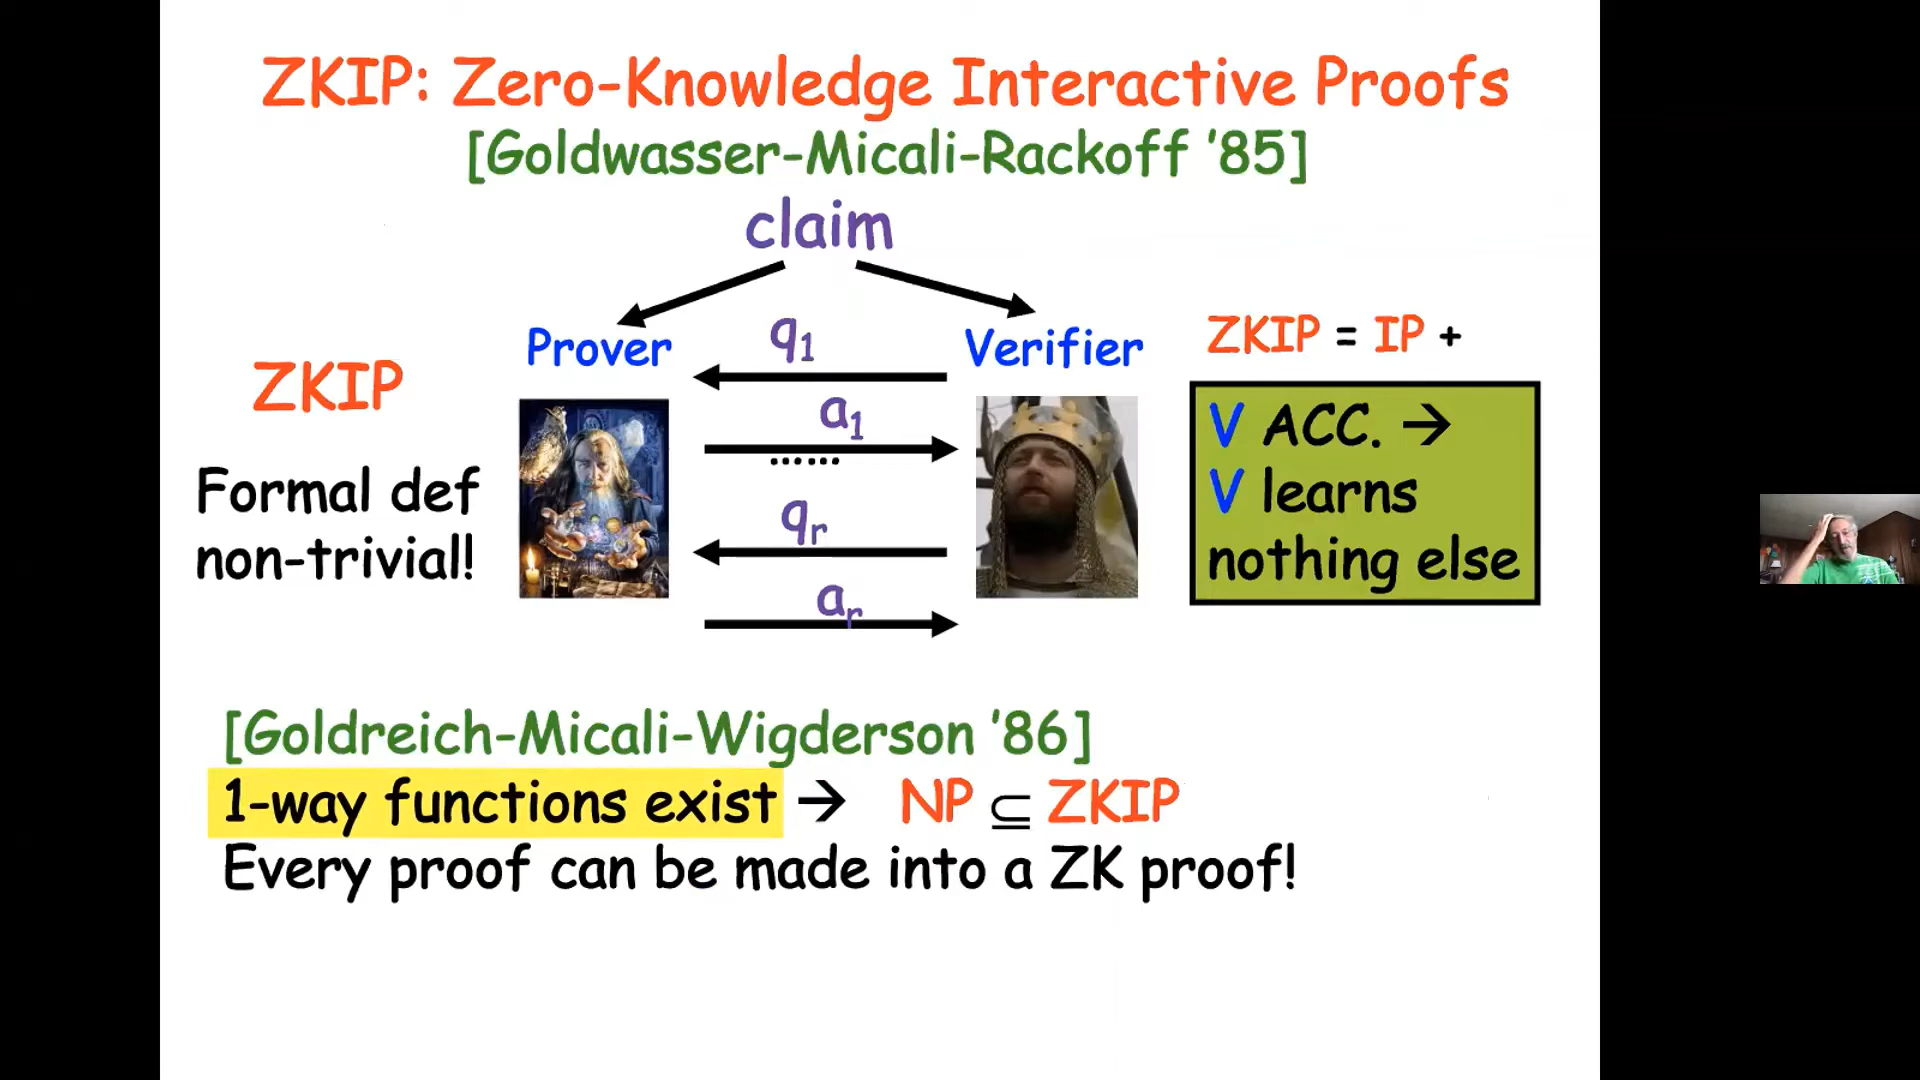 ZKIP: Zero-Knowledge Interactive Proofs
[Goldwasser-Micali-Rackoff '85]
claim
Prover
q1
Verifier
ZKIP = IP +
ZKIP
a1
V ACC. →
V learns
nothing else
......
Formal def
non-trivial!
qr
ar
[Goldreich-Micali-Wigderson '86]
1-way functions exist → NP ⊆ ZKIP
Every proof can be made into a ZK proof!